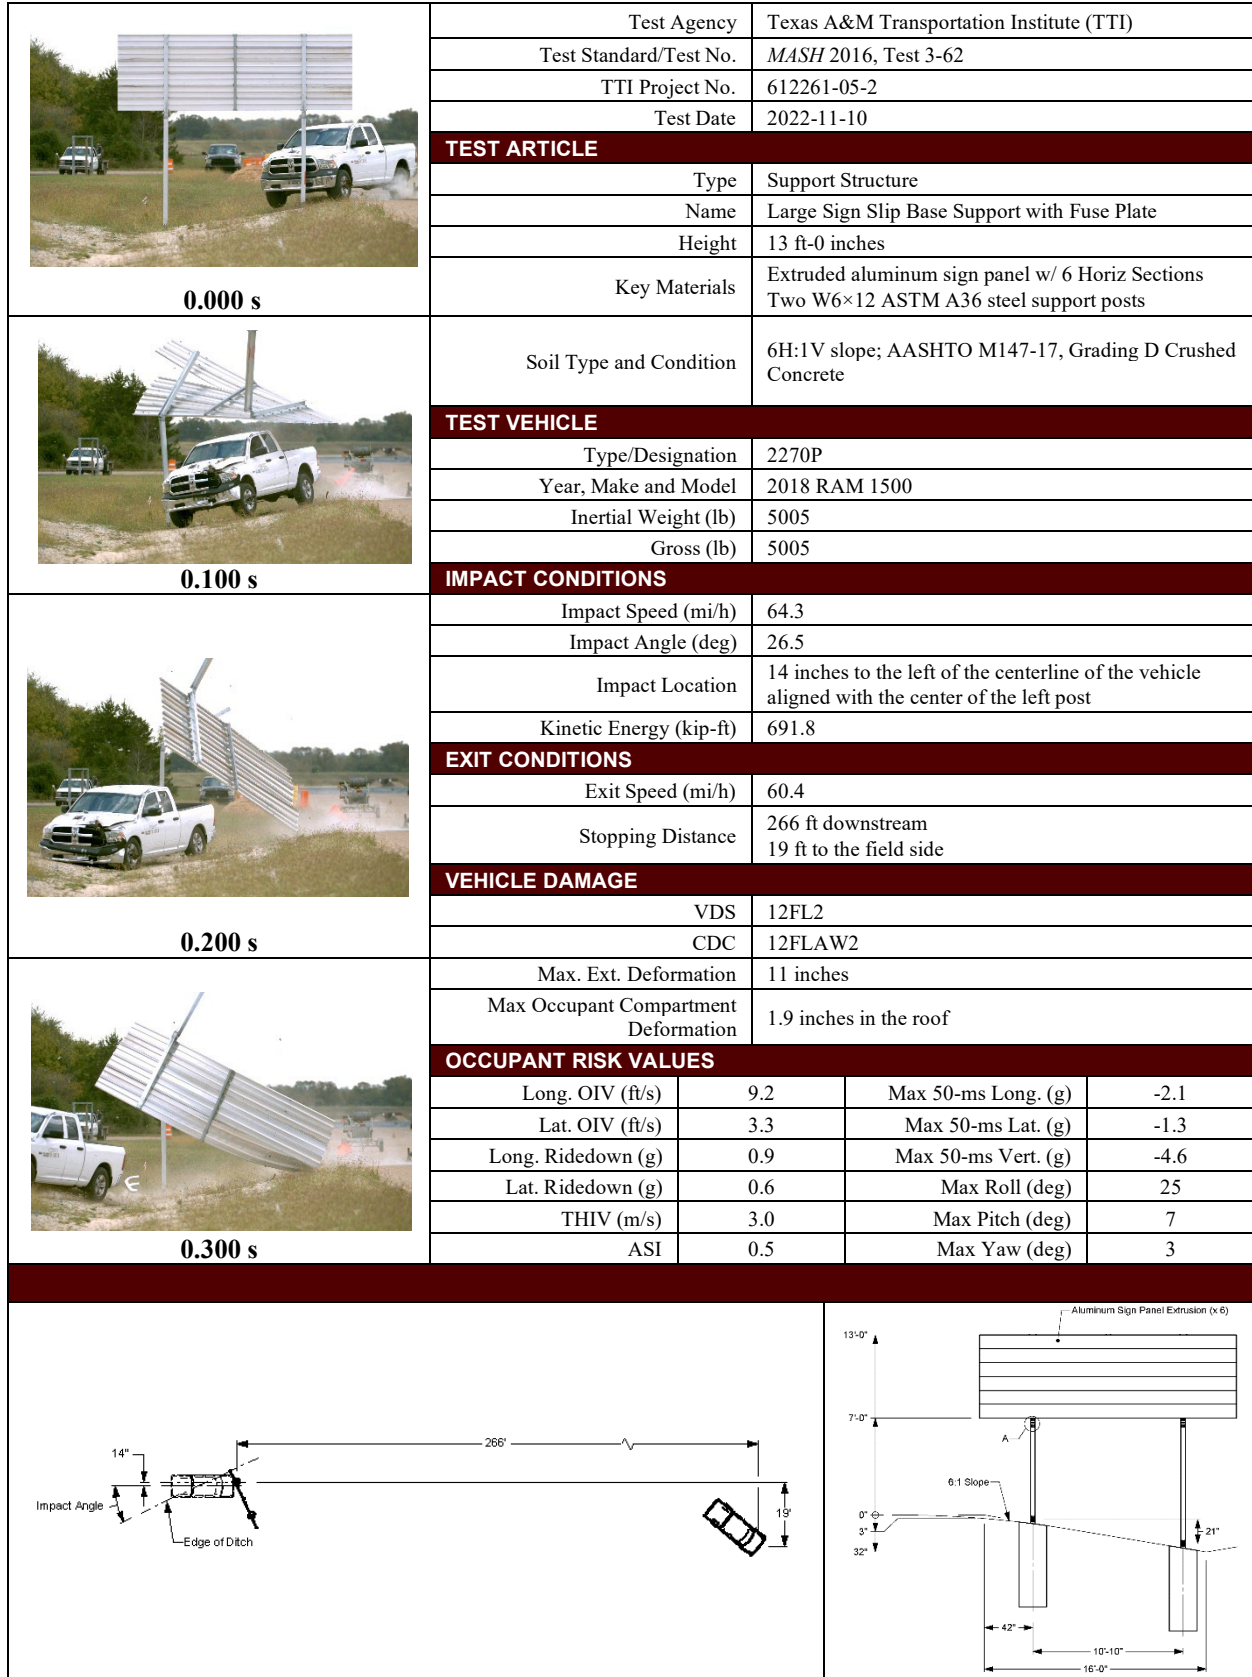 Test Agency Texas A&M Transportation Institute (TTI)
Test Standard/Test No. MASH 2016, Test 3-62
TTI Project No. 612261-05-2
Test Date 2022-11-10
TEST ARTICLE
Type Support Structure
Name Large Sign Slip Base Support with Fuse Plate
Height 13 ft-0 inches
Key Materials Extruded aluminum sign panel w/ 6 Horiz Sections
Two W6×12 ASTM A36 steel support posts
0.000 s
Soil Type and Condition 6H:1V slope; AASHTO M147-17, Grading D Crushed
Concrete
TEST VEHICLE
Type/Designation 2270P
Year, Make and Model 2018 RAM 1500
Inertial Weight (lb) 5005
Gross (lb) 5005
0.100 s
IMPACT CONDITIONS
Impact Speed (mi/h) 64.3
Impact Angle (deg) 26.5
Impact Location 14 inches to the left of the centerline of the vehicle
aligned with the center of the left post
Kinetic Energy (kip-ft) 691.8
EXIT CONDITIONS
Exit Speed (mi/h) 60.4
Stopping Distance 266 ft downstream
19 ft to the field side
VEHICLE DAMAGE
VDS 12FL2
CDC 12FLAW2
0.200 s
Max. Ext. Deformation 11 inches
Max Occupant Compartment
Deformation 1.9 inches in the roof
OCCUPANT RISK VALUES
Long. OIV (ft/s) 9.2 Max 50-ms Long. (g) -2.1
Lat. OIV (ft/s) 3.3 Max 50-ms Lat. (g) -1.3
Long. Ridedown (g) 0.9 Max 50-ms Vert. (g) -4.6
Lat. Ridedown (g) 0.6 Max Roll (deg) 25
THIV (m/s) 3.0 Max Pitch (deg) 7
ASI 0.5 Max Yaw (deg) 3
0.300 s
14"
266'
Impact Angle
Edge of Ditch
19'
Aluminum Sign Panel Extrusion (x 6)
13'-0"
7'-0"
A
6:1 Slope
0"
3"
32"
21"
42"
10'-10"
16'-0"